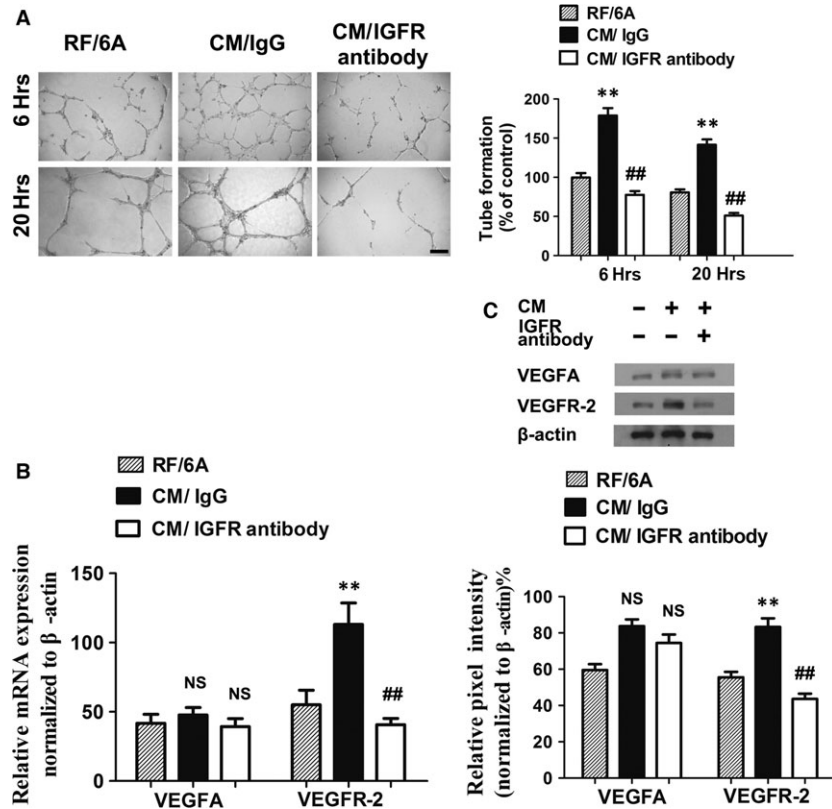 A
RF/6A
CM/IgG
CM/IGFR
antibody
6 Hrs
20 Hrs
RF/6A
CM/ IgG
CM/ IGFR antibody
Tube formation
(% of control)
200
150
100
50
0
**
##
**
##
6 Hrs
20 Hrs
C
CM
IGFR
antibody
− + +
− − +
VEGFA
VEGFR-2
β-actin
B
RF/6A
CM/ IgG
CM/ IGFR antibody
Relative mRNA expression
normalized to β -actin
150
100
50
0
NS
NS
**
##
VEGFA
VEGFR-2
RF/6A
CM/ IgG
CM/ IGFR antibody
Relative pixel intensity
(normalized to β -actin)%
100
80
60
40
20
0
NS
NS
**
##
VEGFA
VEGFR-2